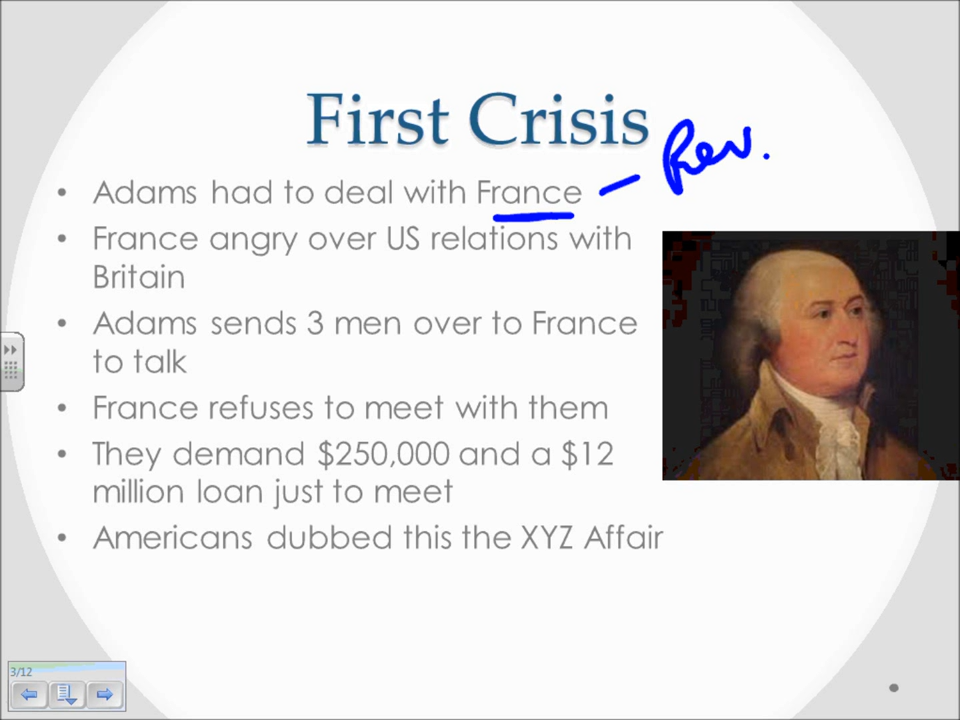 First Crisis
• Adams had to deal with France – Rev.
• France angry over US relations with
Britain
• Adams sends 3 men over to France
to talk
• France refuses to meet with them
• They demand $250,000 and a $12
million loan just to meet
• Americans dubbed this the XYZ Affair
3/12